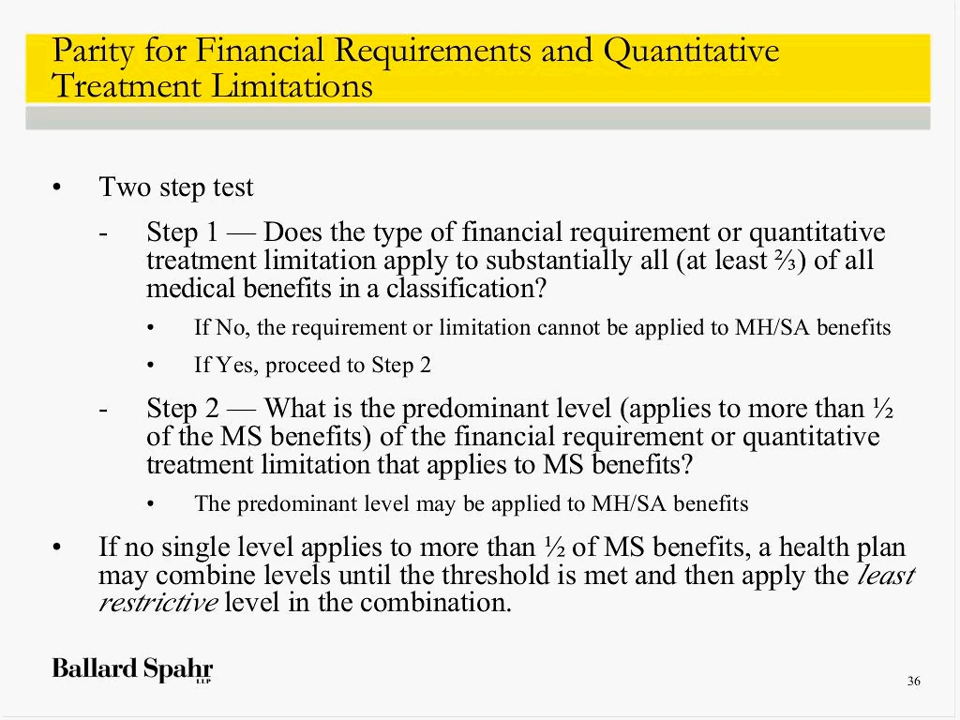 Parity for Financial Requirements and Quantitative
Treatment Limitations
• Two step test
- Step 1 — Does the type of financial requirement or quantitative
treatment limitation apply to substantially all (at least ⅔) of all
medical benefits in a classification?
• If No, the requirement or limitation cannot be applied to MH/SA benefits
• If Yes, proceed to Step 2
- Step 2 — What is the predominant level (applies to more than ½
of the MS benefits) of the financial requirement or quantitative
treatment limitation that applies to MS benefits?
• The predominant level may be applied to MH/SA benefits
• If no single level applies to more than ½ of MS benefits, a health plan
may combine levels until the threshold is met and then apply the least
restrictive level in the combination.
Ballard Spahr
LLP
36